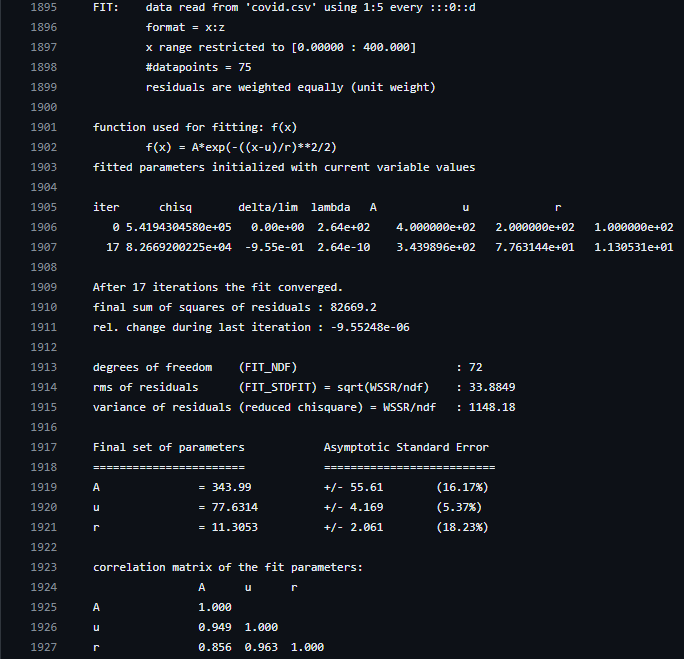 1895 FIT:    data read from 'covid.csv' using 1:5 every :::0::d
1896         format = x:z
1897         x range restricted to [0.00000 : 400.000]
1898         #datapoints = 75
1899         residuals are weighted equally (unit weight)
1900
1901 function used for fitting: f(x)
1902         f(x) = A*exp(-((x-u)/r)**2/2)
1903 fitted parameters initialized with current variable values
1904
1905 iter      chisq       delta/lim  lambda   A             u             r
1906    0 5.4194304580e+05   0.00e+00  2.64e+02    4.000000e+02   2.000000e+02   1.000000e+02
1907   17 8.2669200225e+04  -9.55e-01  2.64e-10    3.439896e+02   7.763144e+01   1.130531e+01
1908
1909 After 17 iterations the fit converged.
1910 final sum of squares of residuals : 82669.2
1911 rel. change during last iteration : -9.55248e-06
1912
1913 degrees of freedom    (FIT_NDF)                        : 72
1914 rms of residuals      (FIT_STDFIT) = sqrt(WSSR/ndf)    : 33.8849
1915 variance of residuals (reduced chisquare) = WSSR/ndf   : 1148.18
1916
1917 Final set of parameters            Asymptotic Standard Error
1918 =======================            ==========================
1919 A               = 343.99           +/- 55.61        (16.17%)
1920 u               = 77.6314          +/- 4.169        (5.37%)
1921 r               = 11.3053          +/- 2.061        (18.23%)
1922
1923 correlation matrix of the fit parameters:
1924                 A      u      r
1925 A               1.000
1926 u               0.949  1.000
1927 r               0.856  0.963  1.000